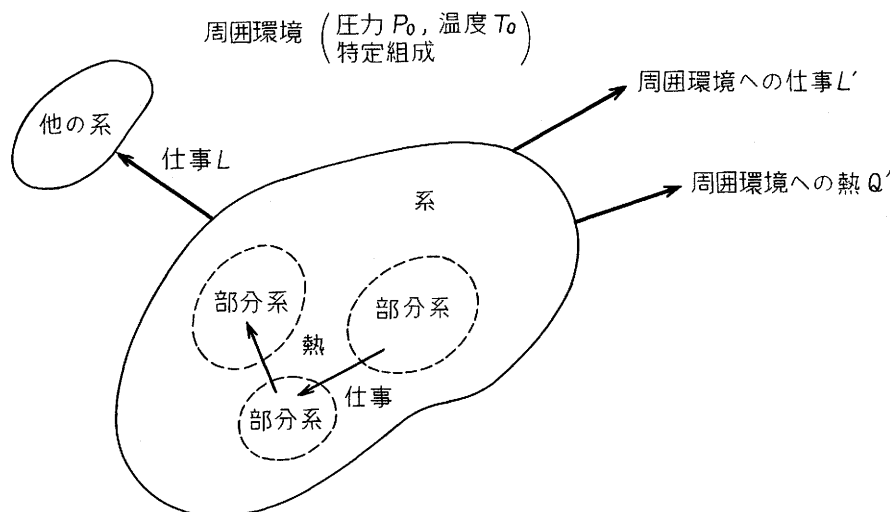 周囲環境 (圧力 P₀, 温度 T₀
特定組成)
周囲環境への仕事 L′
他の系
仕事 L
周囲環境への熱 Q′
系
部分系
部分系
熱
仕事
部分系